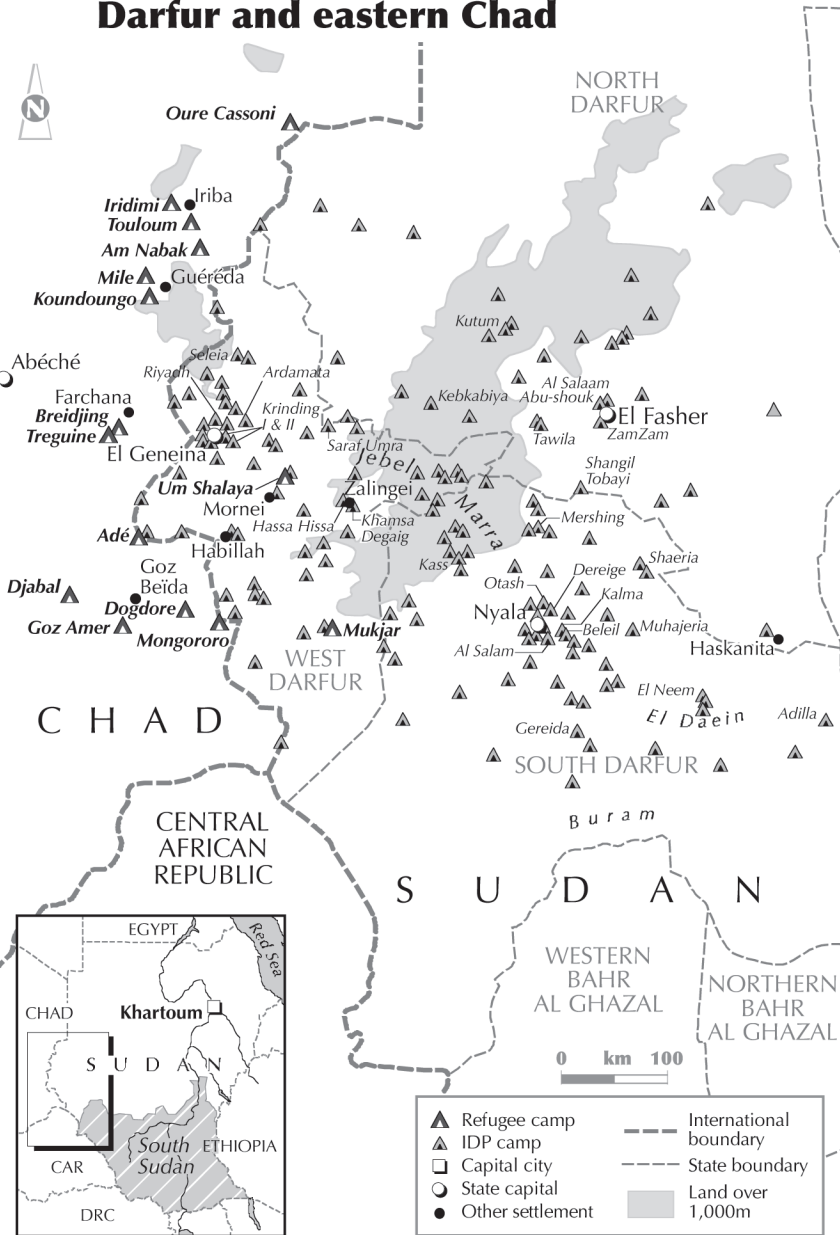 Darfur and eastern Chad
N
NORTH
DARFUR
Oure Cassoni
Iridimi
Iriba
Touloum
Am Nabak
Mile
Guéréda
Koundoungo
Kutum
Abéché
Seleia
Riyadh
Ardamata
Al Salaam
Abu-shouk
Kebkabiya
Farchana
Breidjing
Treguine
Krinding
I & II
El Fasher
ZamZam
Tawila
El Geneina
Saraf Umra
Jebel
Marra
Shangil
Tobayi
Um Shalaya
Zalingei
Mornei
Hassa Hissa
Khamsa
Degaig
Mershing
Adé
Habillah
Kass
Shaeria
Goz
Beïda
Otash
Dereige
Djabal
Dogdore
Kalma
Nyala
Goz Amer
Mongororo
Mukjar
Beleil
Muhajeria
Al Salam
Haskanita
WEST
DARFUR
El Neem
El Daein
Adilla
CHAD
Gereida
SOUTH DARFUR
Buram
CENTRAL
AFRICAN
REPUBLIC
SUDAN
WESTERN
BAHR
AL GHAZAL
NORTHERN
BAHR
AL GHAZAL
EGYPT
Red Sea
CHAD
Khartoum
SUDAN
South
Sudan
ETHIOPIA
CAR
DRC
0 km 100
Refugee camp
IDP camp
Capital city
State capital
Other settlement
International
boundary
State boundary
Land over
1,000m